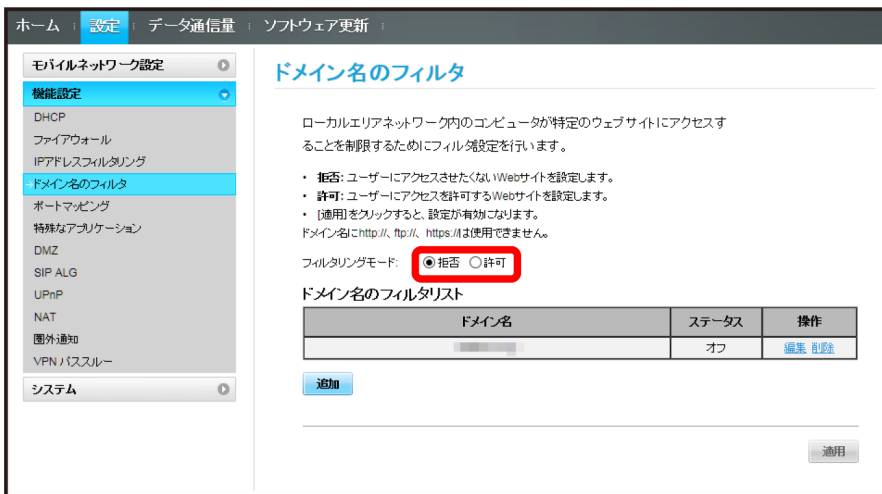 ホーム 設定 データ通信量 ソフトウェア更新
モバイルネットワーク設定
機能設定
DHCP
ファイアウォール
IPアドレスフィルタリング
ドメイン名のフィルタ
ポートマッピング
特殊なアプリケーション
DMZ
SIP ALG
UPnP
NAT
圏外通知
VPN パススルー
システム
ドメイン名のフィルタ
ローカルエリアネットワーク内のコンピュータが特定のウェブサイトにアクセスす
ることを制限するためにフィルタ設定を行います。
・ 拒否: ユーザーにアクセスさせたくないWebサイトを設定します。
・ 許可: ユーザーにアクセスを許可するWebサイトを設定します。
・ [適用]をクリックすると、設定が有効になります。
ドメイン名にhttp://、ftp://、https://は使用できません。
フィルタリングモード: 拒否 許可
ドメイン名のフィルタリスト
ドメイン名 ステータス 操作
オフ 編集 削除
追加
適用